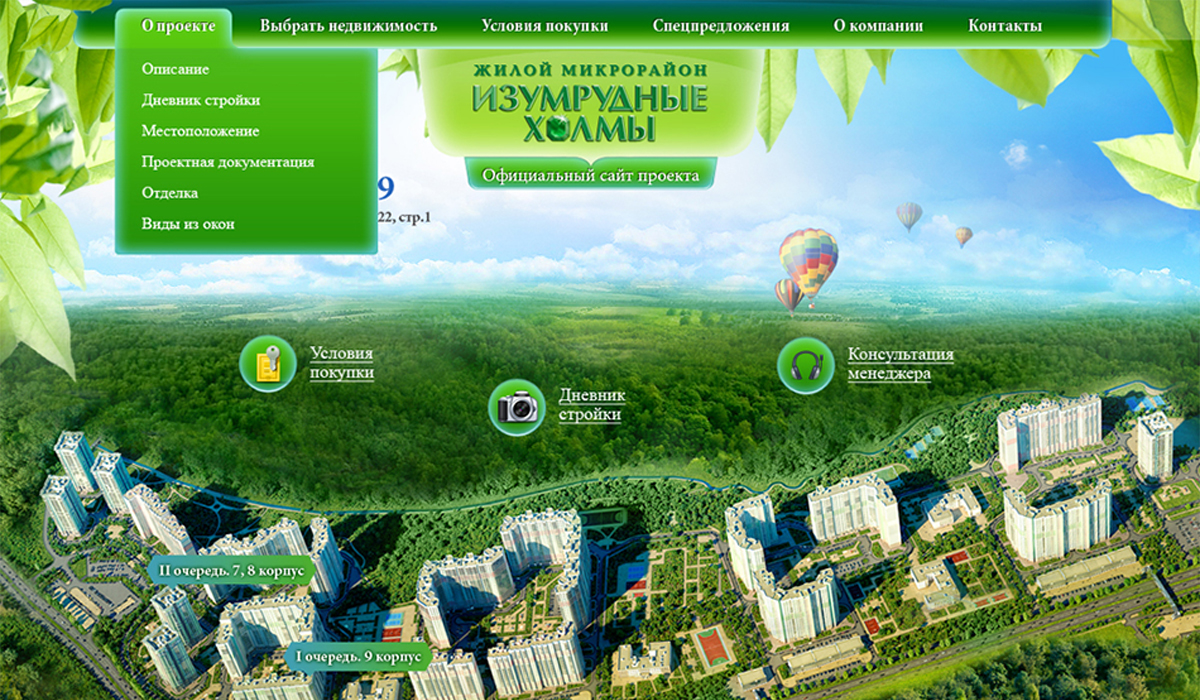 О проекте Выбрать недвижимость Условия покупки Спецпредложения О компании Контакты
Описание
Дневник стройки
Местоположение
Проектная документация
Отделка
Виды из окон
ЖИЛОЙ МИКРОРАЙОН
ИЗУМРУДНЫЕ
ХОЛМЫ
Официальный сайт проекта
9
22, стр.1
Условия
покупки
Дневник
стройки
Консультация
менеджера
II очередь. 7, 8 корпус
I очередь. 9 корпус